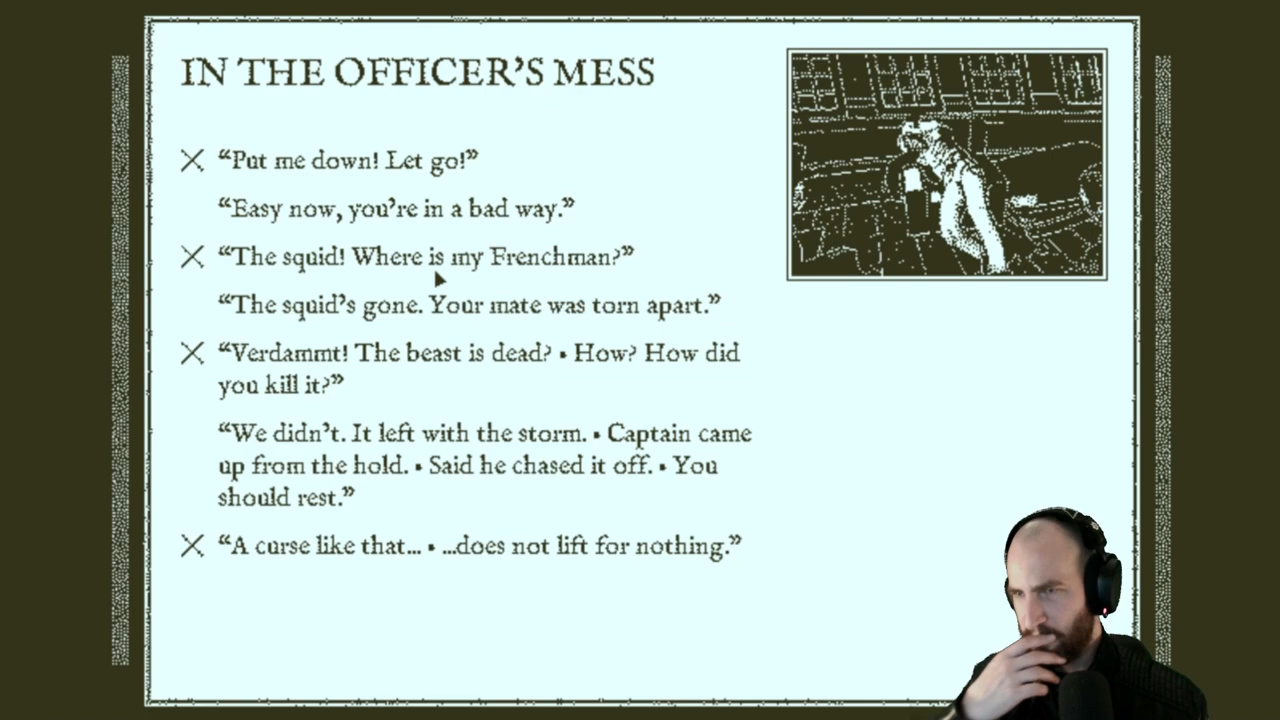 IN THE OFFICER'S MESS
“Put me down! Let go!”
“Easy now, you're in a bad way.”
“The squid! Where is my Frenchman?”
“The squid's gone. Your mate was torn apart.”
“Verdammt! The beast is dead? • How? How did
you kill it?”
“We didn't. It left with the storm. • Captain came
up from the hold. • Said he chased it off. • You
should rest.”
“A curse like that... • ...does not lift for nothing.”